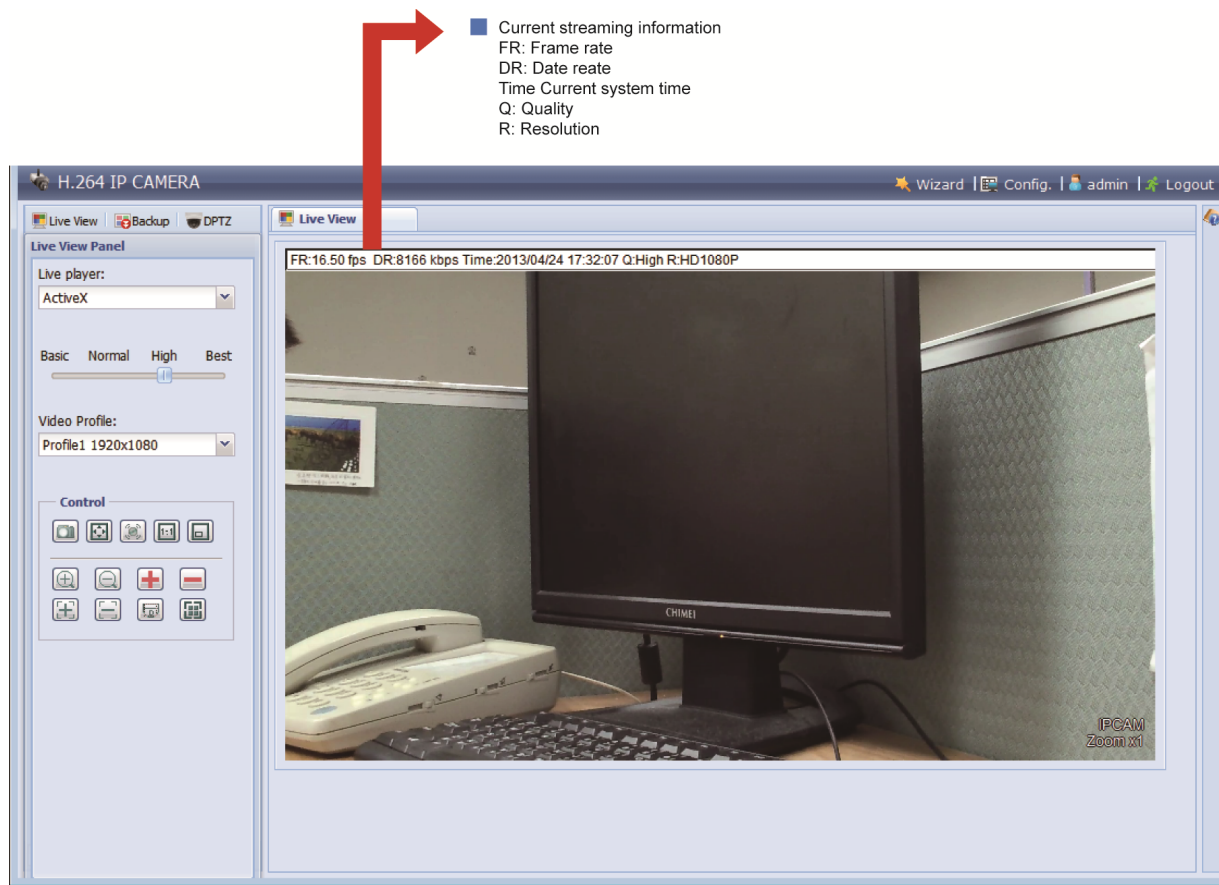 Current streaming information
FR: Frame rate
DR: Date reate
Time Current system time
Q: Quality
R: Resolution
H.264 IP CAMERA
Wizard
Config.
admin
Logout
Live View
Backup
DPTZ
Live View
Live View Panel
Live player:
ActiveX
Basic Normal High Best
Video Profile:
Profile1 1920x1080
Control
1:1
FR:16.50 fps DR:8166 kbps Time:2013/04/24 17:32:07 Q:High R:HD1080P
CHIMEI
IPCAM
Zoom x1